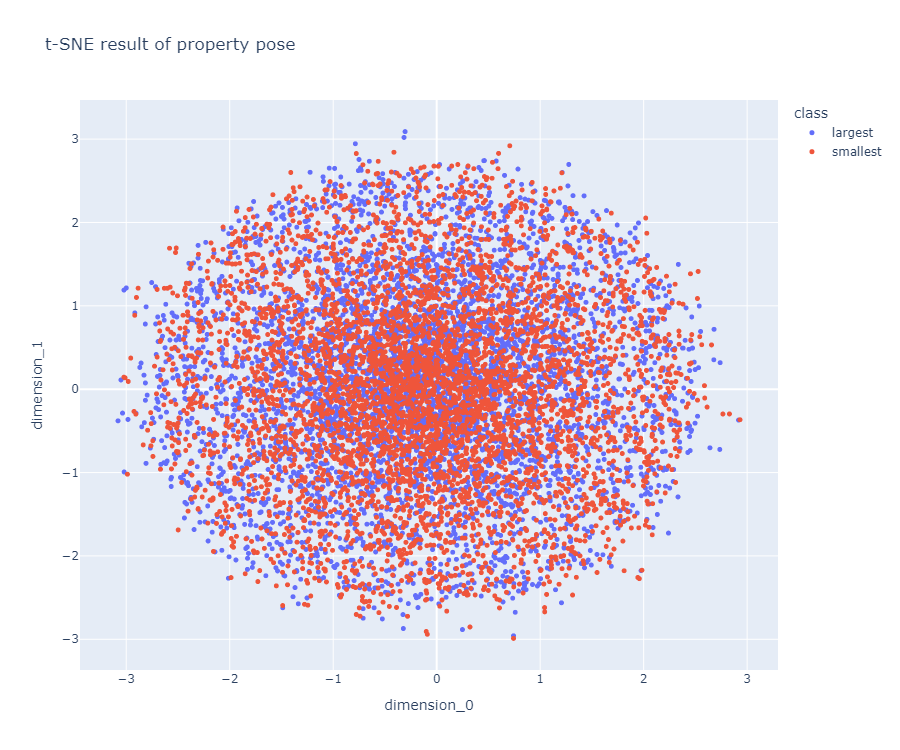 t-SNE result of property pose
class
largest
smallest
3
2
1
0
−1
−2
−3
dimension_1
−3
−2
−1
0
1
2
3
dimension_0